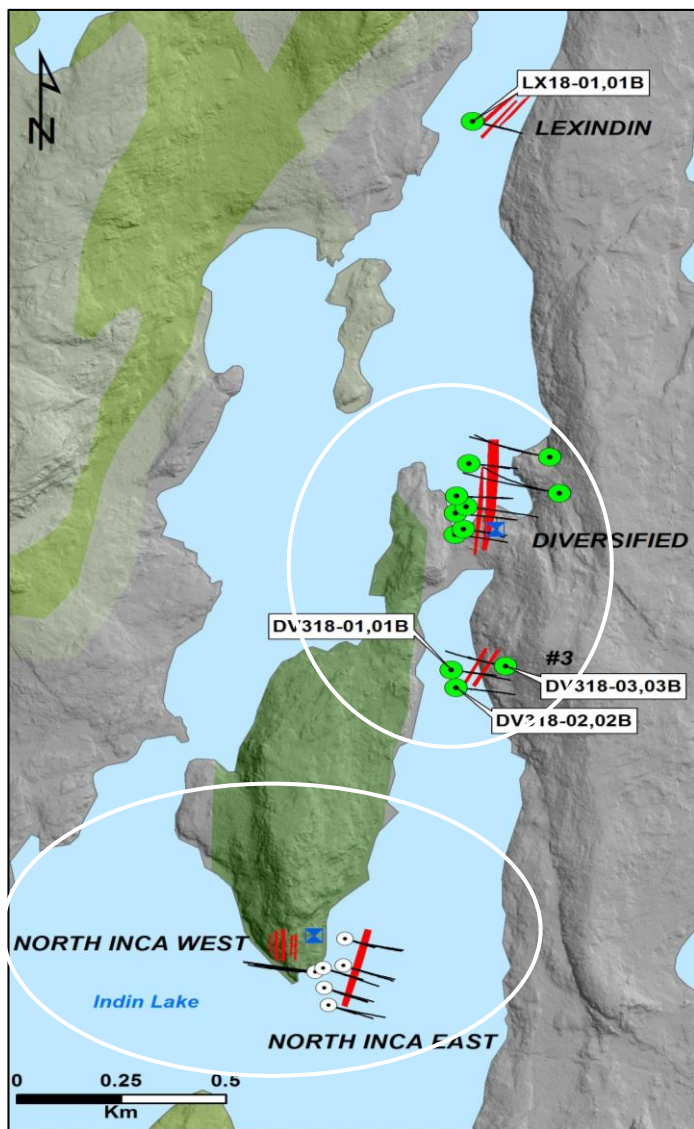 N
LX18-01,01B
LEXINDIN
DIVERSIFIED
DV318-01,01B
#3
DV318-03,03B
DV318-02,02B
NORTH INCA WEST
Indin Lake
NORTH INCA EAST
0 0.25 0.5
Km